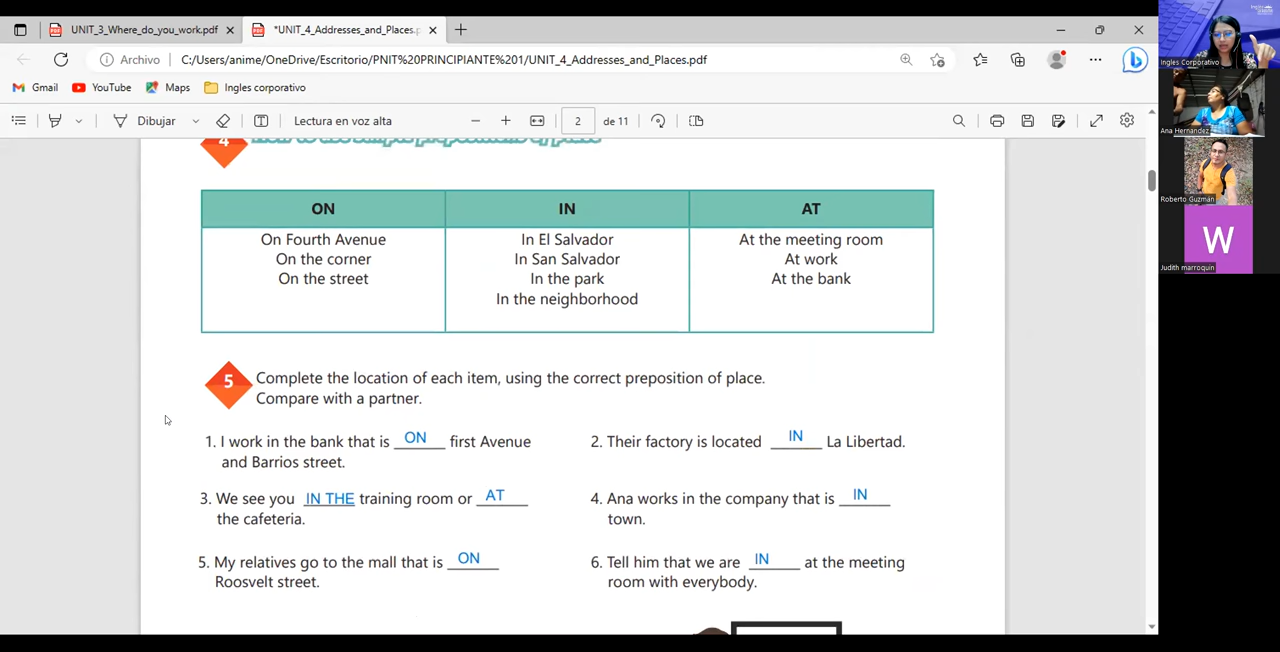 UNIT_3_Where_do_you_work.pdf
*UNIT_4_Addresses_and_Places.p
Archivo
C:/Users/anime/OneDrive/Escritorio/PNIT%20PRINCIPIANTE%201/UNIT_4_Addresses_and_Places.pdf
Gmail YouTube Maps Ingles corporativo
Dibujar Lectura en voz alta 2 de 11
4
ON IN AT
On Fourth Avenue In El Salvador At the meeting room
On the corner In San Salvador At work
On the street In the park At the bank
In the neighborhood
5 Complete the location of each item, using the correct preposition of place.
Compare with a partner.
1. I work in the bank that is ON first Avenue
and Barrios street.
2. Their factory is located IN La Libertad.
3. We see you IN THE training room or AT
the cafeteria.
4. Ana works in the company that is IN
town.
5. My relatives go to the mall that is ON
Roosvelt street.
6. Tell him that we are IN at the meeting
room with everybody.
Ingles Corporativo
Ana Hernandez
Roberto Guzmán
W
Judith marroquin